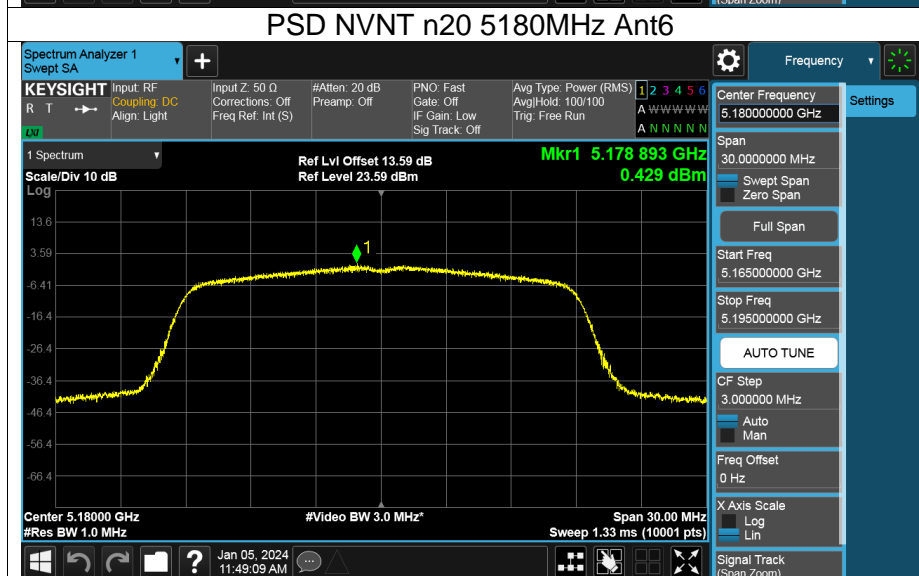 (Span Zoom)
PSD NVNT n20 5180MHz Ant6
Spectrum Analyzer 1
Swept SA
+
Frequency
KEYSIGHT
R T
LXI
Input: RF
Coupling: DC
Align: Light
Input Z: 50 Ω
Corrections: Off
Freq Ref: Int (S)
#Atten: 20 dB
Preamp: Off
PNO: Fast
Gate: Off
IF Gain: Low
Sig Track: Off
Avg Type: Power (RMS)
Avg|Hold: 100/100
Trig: Free Run
1 2 3 4 5 6
A W W W W W
A N N N N N
Center Frequency
5.180000000 GHz
Settings
1 Spectrum
Scale/Div 10 dB
Log
Ref Lvl Offset 13.59 dB
Ref Level 23.59 dBm
Mkr1 5.178 893 GHz
0.429 dBm
13.6
3.59
-6.41
-16.4
-26.4
-36.4
-46.4
-56.4
-66.4
1
Center 5.18000 GHz
#Res BW 1.0 MHz
#Video BW 3.0 MHz*
Span 30.00 MHz
Sweep 1.33 ms (10001 pts)
Span
30.0000000 MHz
Swept Span
Zero Span
Full Span
Start Freq
5.165000000 GHz
Stop Freq
5.195000000 GHz
AUTO TUNE
CF Step
3.000000 MHz
Auto
Man
Freq Offset
0 Hz
X Axis Scale
Log
Lin
Signal Track
(Span Zoom)
?
Jan 05, 2024
11:49:09 AM